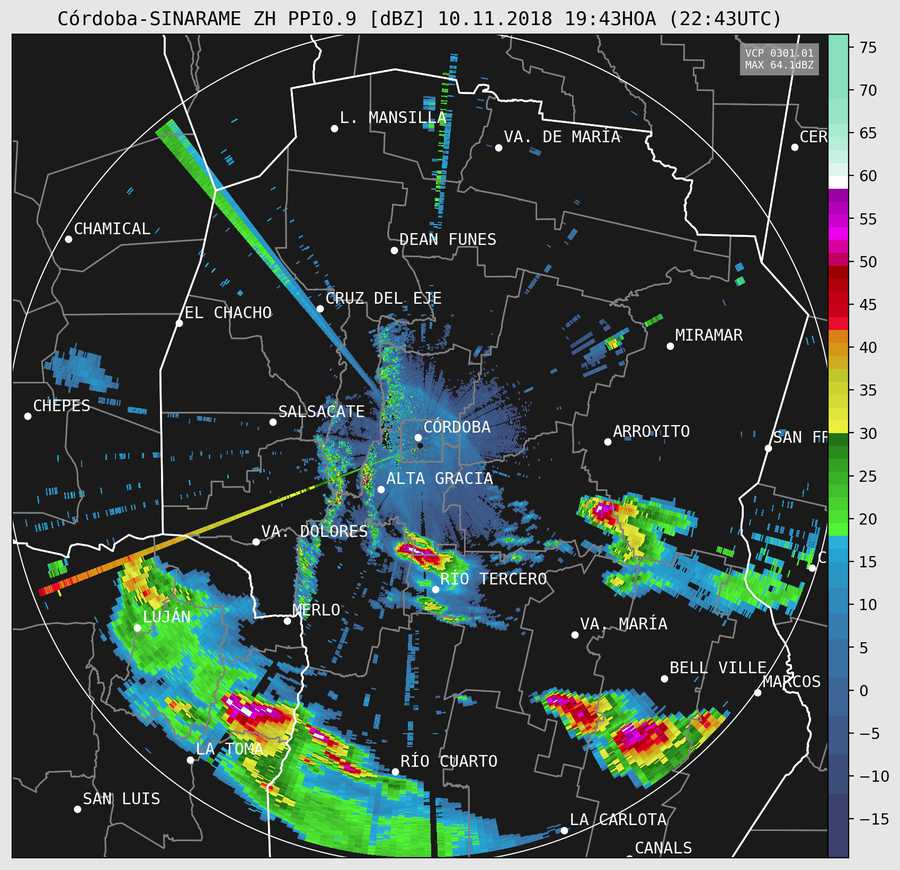 Córdoba-SINARAME ZH PPI0.9 [dBZ] 10.11.2018 19:43HOA (22:43UTC)
VCP 0301.01
MAX 64.1dBZ
75
70
65
60
55
50
45
40
35
30
25
20
15
10
5
0
−5
−10
−15
L. MANSILLA
VA. DE MARÍA
CER
CHAMICAL
DEAN FUNES
CRUZ DEL EJE
EL CHACHO
MIRAMAR
CHEPES
SALSACATE
CÓRDOBA
ARROYITO
SAN FR
ALTA GRACIA
VA. DOLORES
C
RÍO TERCERO
LUJÁN
MERLO
VA. MARÍA
BELL VILLE
MARCOS
LA TOMA
RÍO CUARTO
SAN LUIS
LA CARLOTA
CANALS